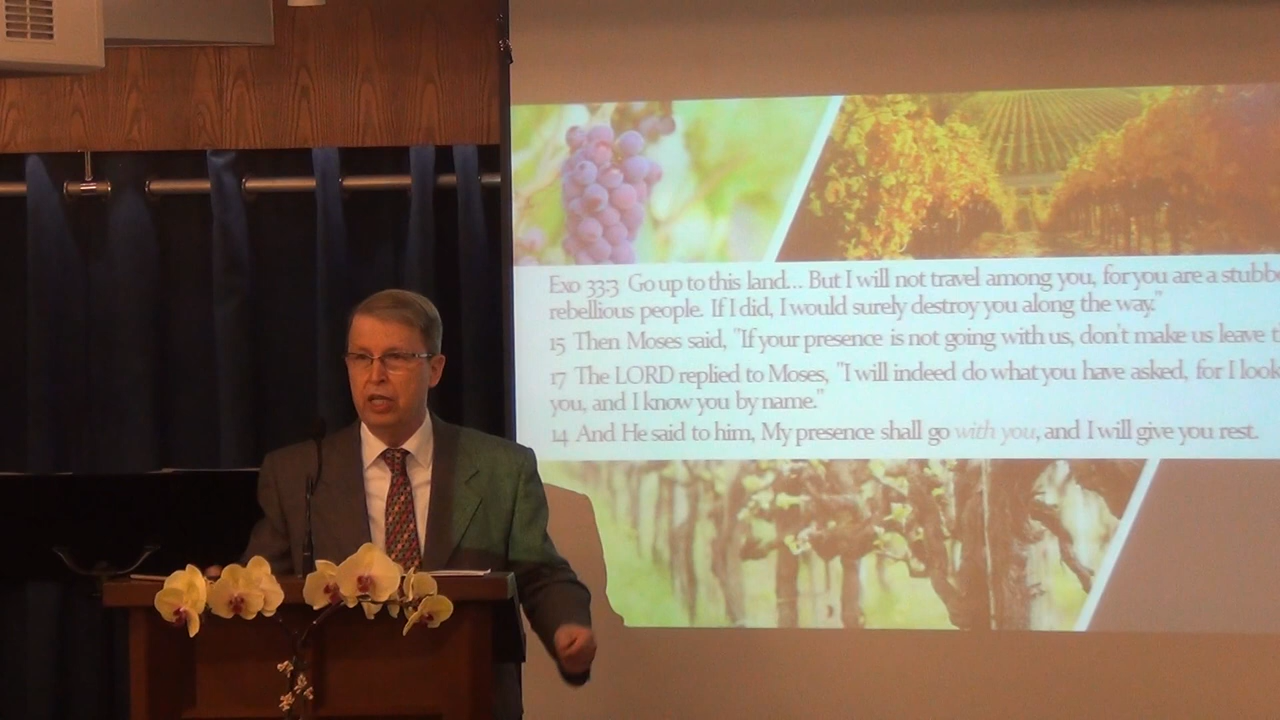 Exo 33:3 Go up to this land... But I will not travel among you, for you are a stubb
rebellious people. If I did, I would surely destroy you along the way."
15 Then Moses said, "If your presence is not going with us, don't make us leave t
17 The LORD replied to Moses, "I will indeed do what you have asked, for I look
you, and I know you by name."
14 And He said to him, My presence shall go with you, and I will give you rest.